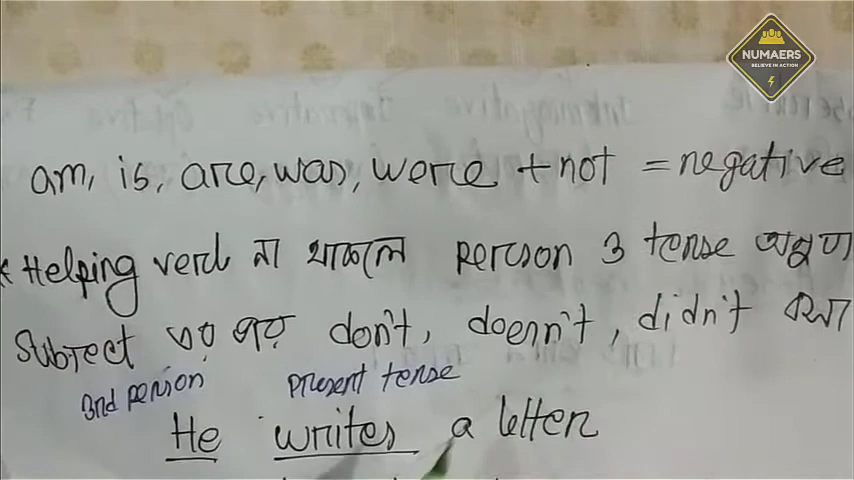 NUMAERS
BELIEVE IN ACTION
am, is, are, was, were + not = negative
* Helping verb না থাকলে person ও tense অনুযা
Subject এর পর don't, doesn't, didn't বসা
3rd person present tense
He writes a letter